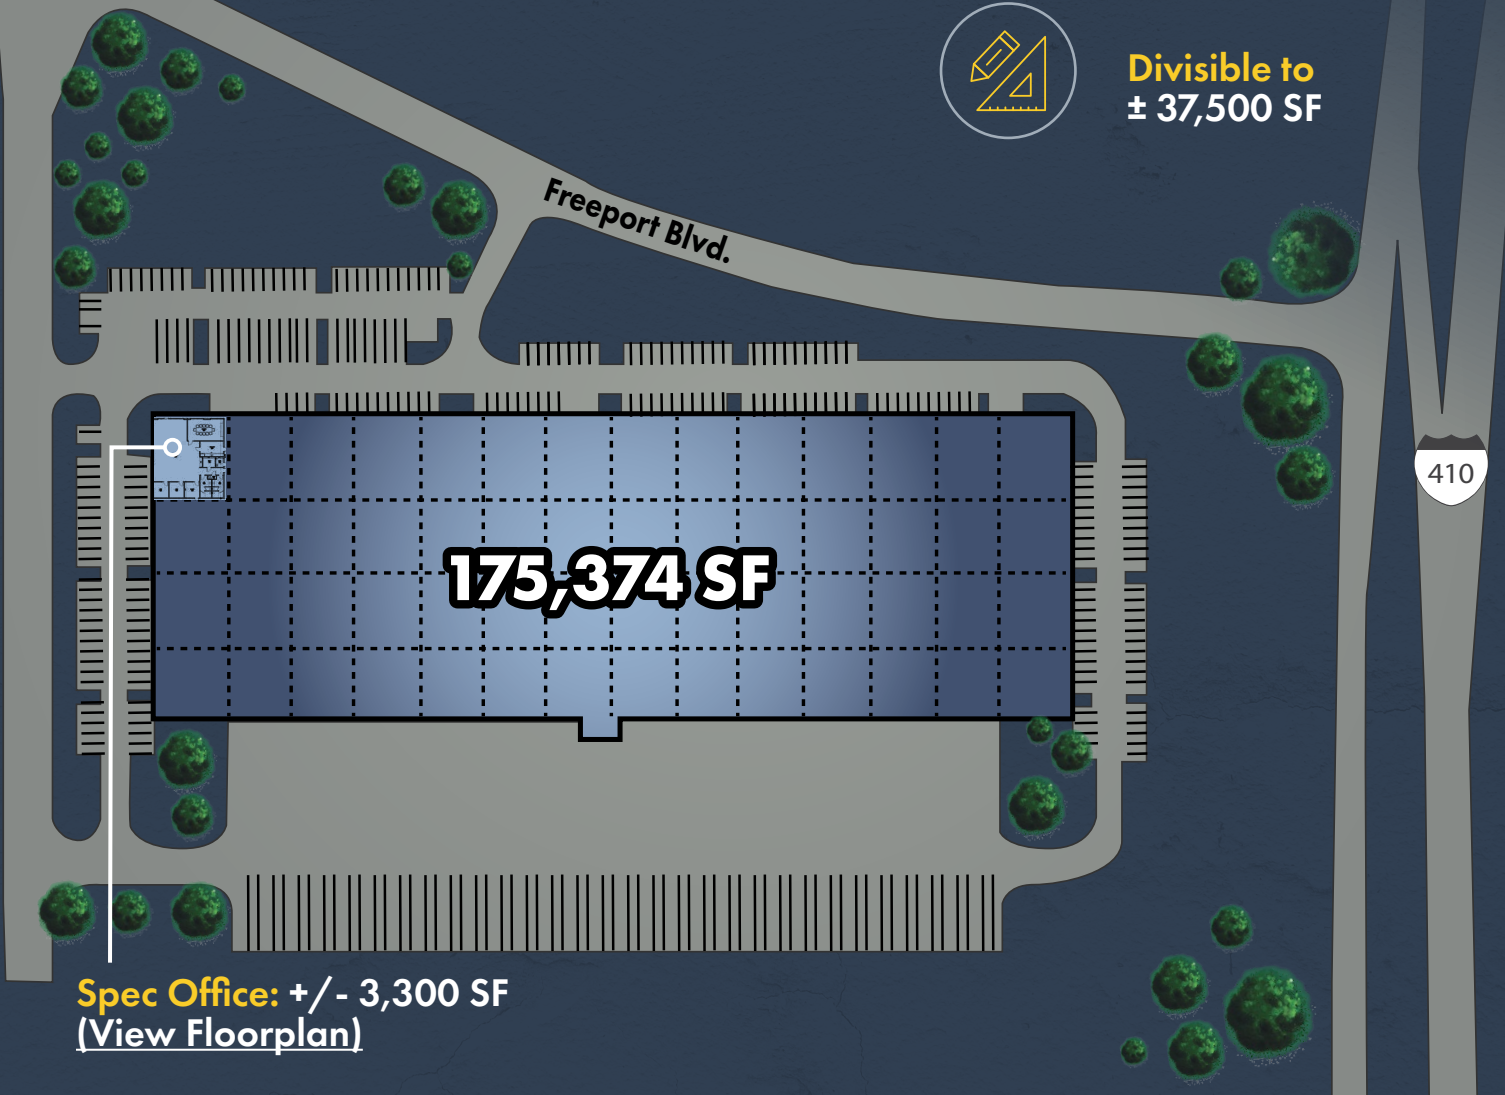 Divisible to
± 37,500 SF
Freeport Blvd.
410
175,374 SF
Spec Office: +/- 3,300 SF
(View Floorplan)